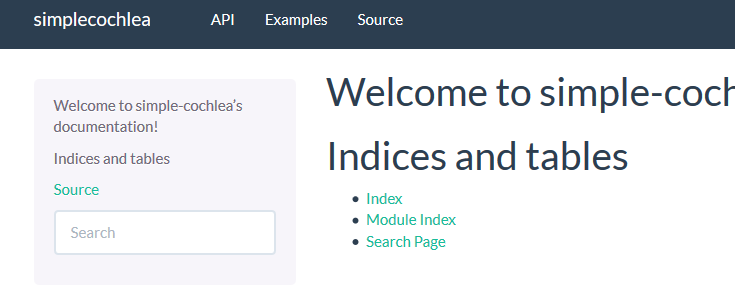 simplecochlea
API
Examples
Source
Welcome to simple-cochlea's
documentation!
Indices and tables
Source
Search
Welcome to simple-coch
Indices and tables
Index
Module Index
Search Page